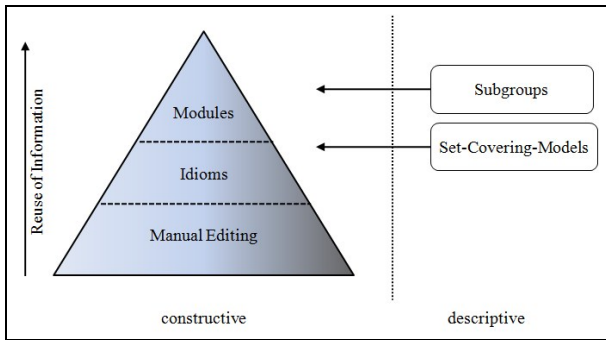 Reuse of Information
Modules
Idioms
Manual Editing
Subgroups
Set-Covering-Models
constructive
descriptive